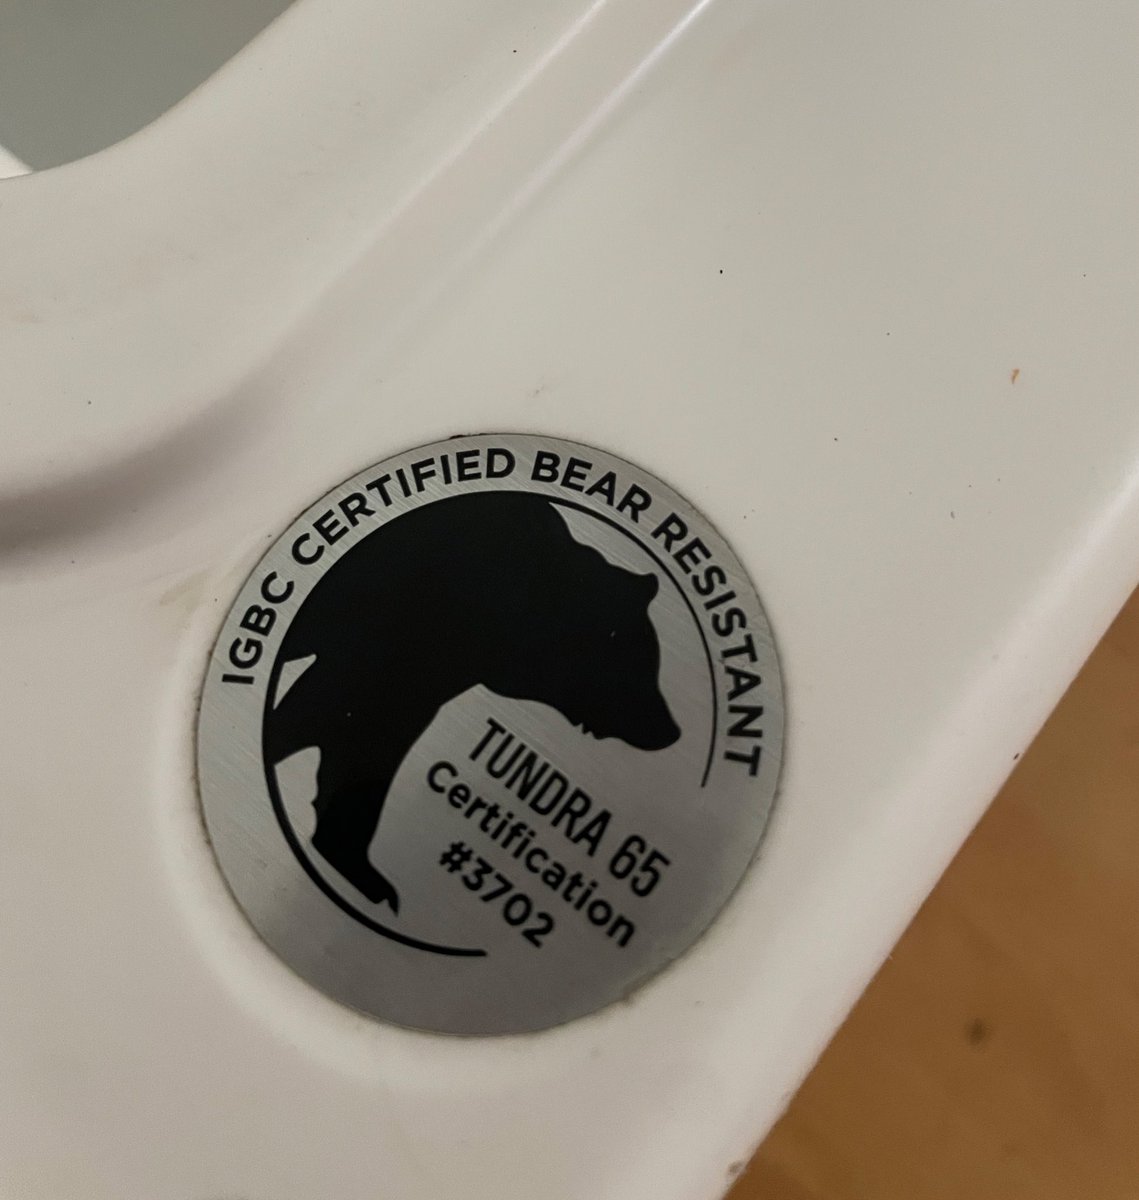 IGBC CERTIFIED BEAR RESISTANT
TUNDRA 65
Certification
#3702